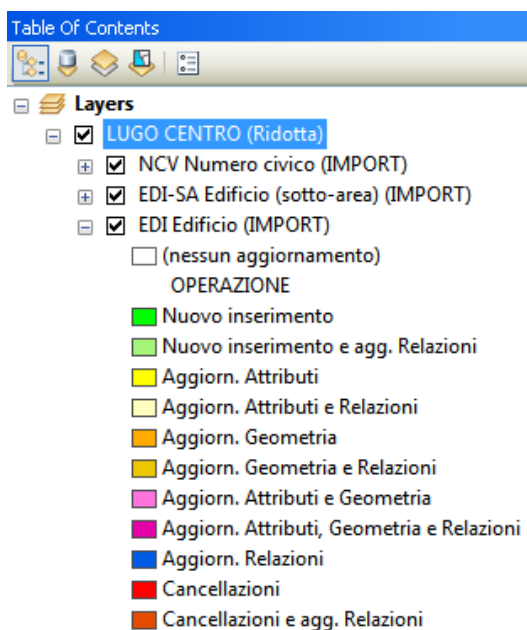 Table Of Contents
Layers
LUGO CENTRO (Ridotta)
NCV Numero civico (IMPORT)
EDI-SA Edificio (sotto-area) (IMPORT)
EDI Edificio (IMPORT)
(nessun aggiornamento)
OPERAZIONE
Nuovo inserimento
Nuovo inserimento e agg. Relazioni
Aggiorn. Attributi
Aggiorn. Attributi e Relazioni
Aggiorn. Geometria
Aggiorn. Geometria e Relazioni
Aggiorn. Attributi e Geometria
Aggiorn. Attributi, Geometria e Relazioni
Aggiorn. Relazioni
Cancellazioni
Cancellazioni e agg. Relazioni